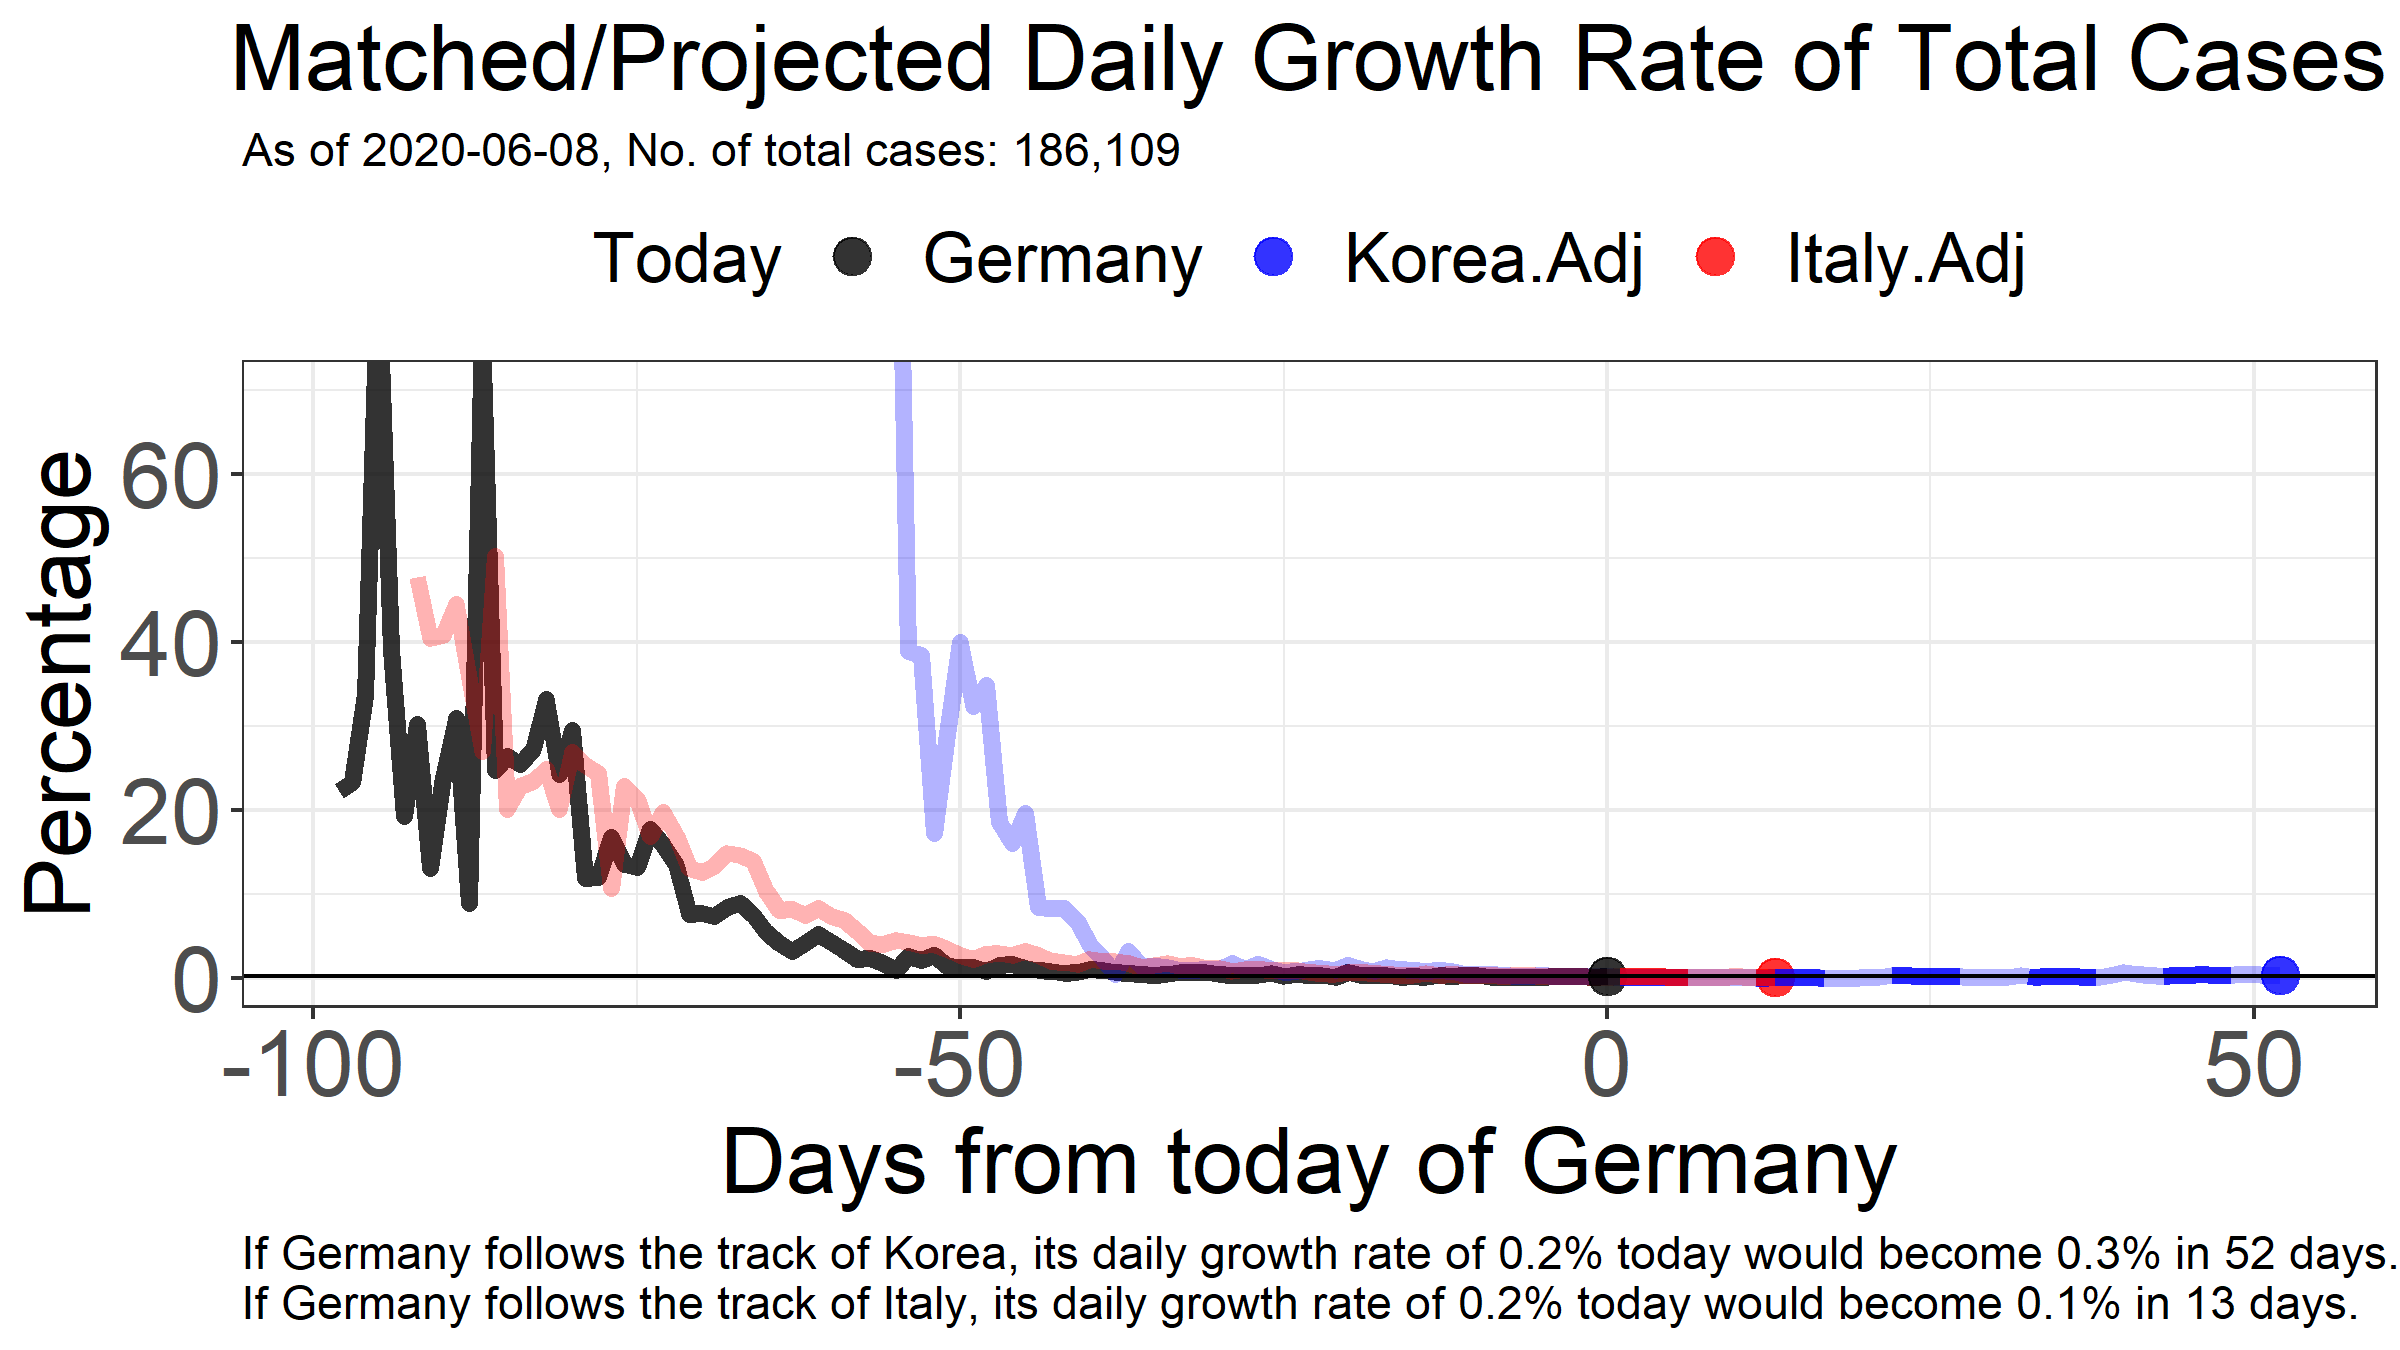 Matched/Projected Daily Growth Rate of Total Cases
As of 2020-06-08, No. of total cases: 186,109
Today Germany Korea.Adj Italy.Adj
Percentage
60
40
20
0
-100 -50 0 50
Days from today of Germany
If Germany follows the track of Korea, its daily growth rate of 0.2% today would become 0.3% in 52 days.
If Germany follows the track of Italy, its daily growth rate of 0.2% today would become 0.1% in 13 days.